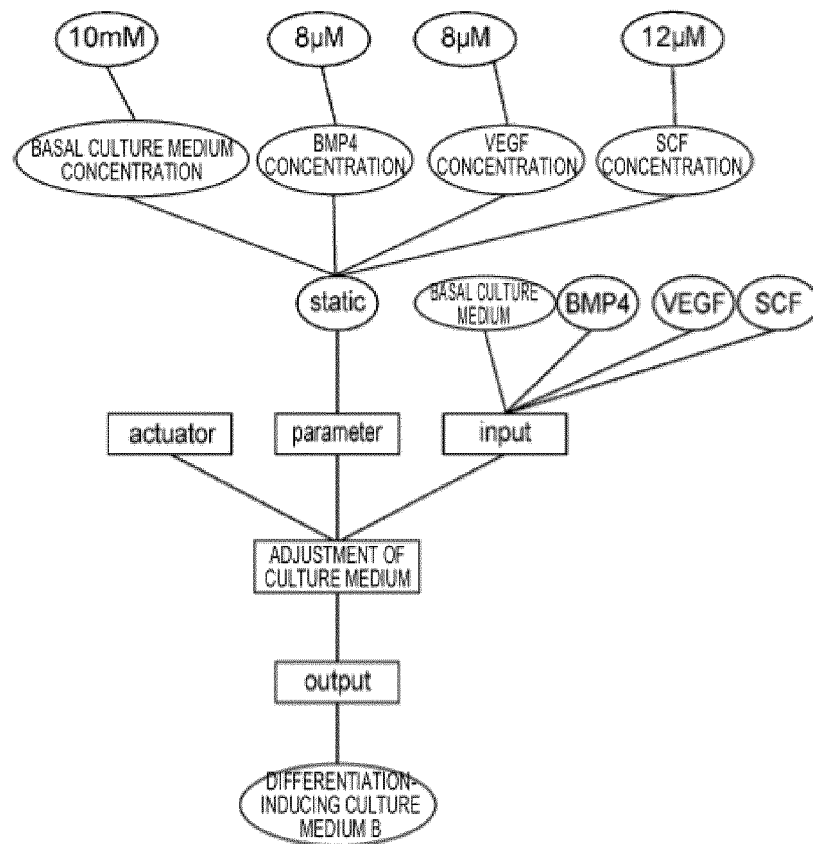 10mM
8µM
8µM
12µM
BASAL CULTURE MEDIUM
CONCENTRATION
BMP4
CONCENTRATION
VEGF
CONCENTRATION
SCF
CONCENTRATION
static
BASAL CULTURE
MEDIUM
BMP4
VEGF
SCF
actuator
parameter
input
ADJUSTMENT OF
CULTURE MEDIUM
output
DIFFERENTIATION-
INDUCING CULTURE
MEDIUM B